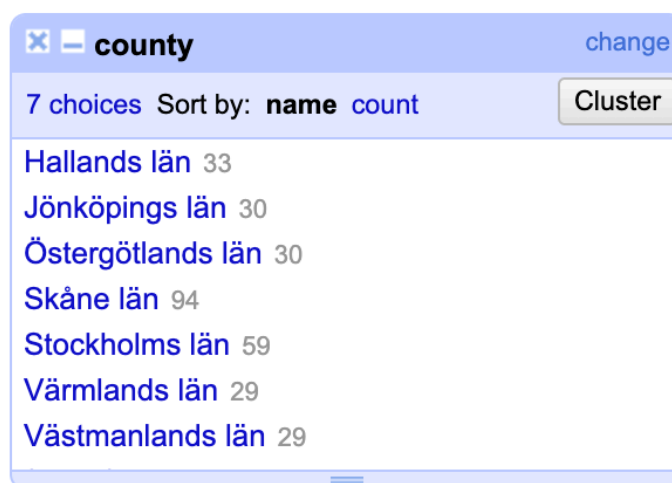 county change
7 choices Sort by: name count Cluster
Hallands län 33
Jönköpings län 30
Östergötlands län 30
Skåne län 94
Stockholms län 59
Värmlands län 29
Västmanlands län 29